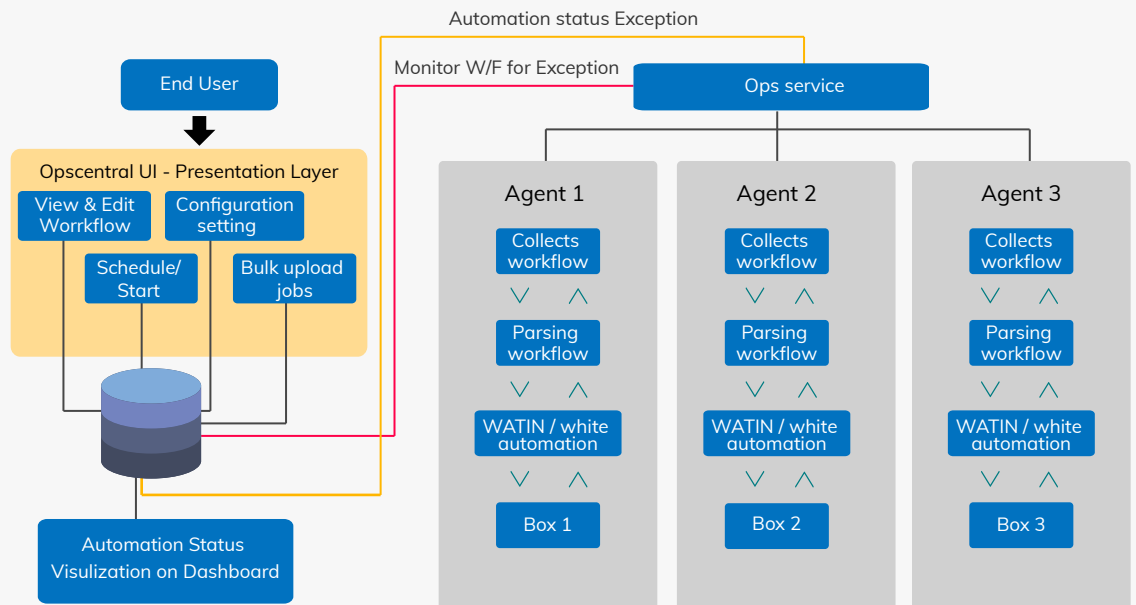 Automation status Exception
Monitor W/F for Exception
End User
Ops service
Opscentral UI - Presentation Layer
View & Edit
Worrkflow
Configuration
setting
Schedule/
Start
Bulk upload
jobs
Automation Status
Visulization on Dashboard
Agent 1
Collects
workflow
Parsing
workflow
WATIN / white
automation
Box 1
Agent 2
Collects
workflow
Parsing
workflow
WATIN / white
automation
Box 2
Agent 3
Collects
workflow
Parsing
workflow
WATIN / white
automation
Box 3